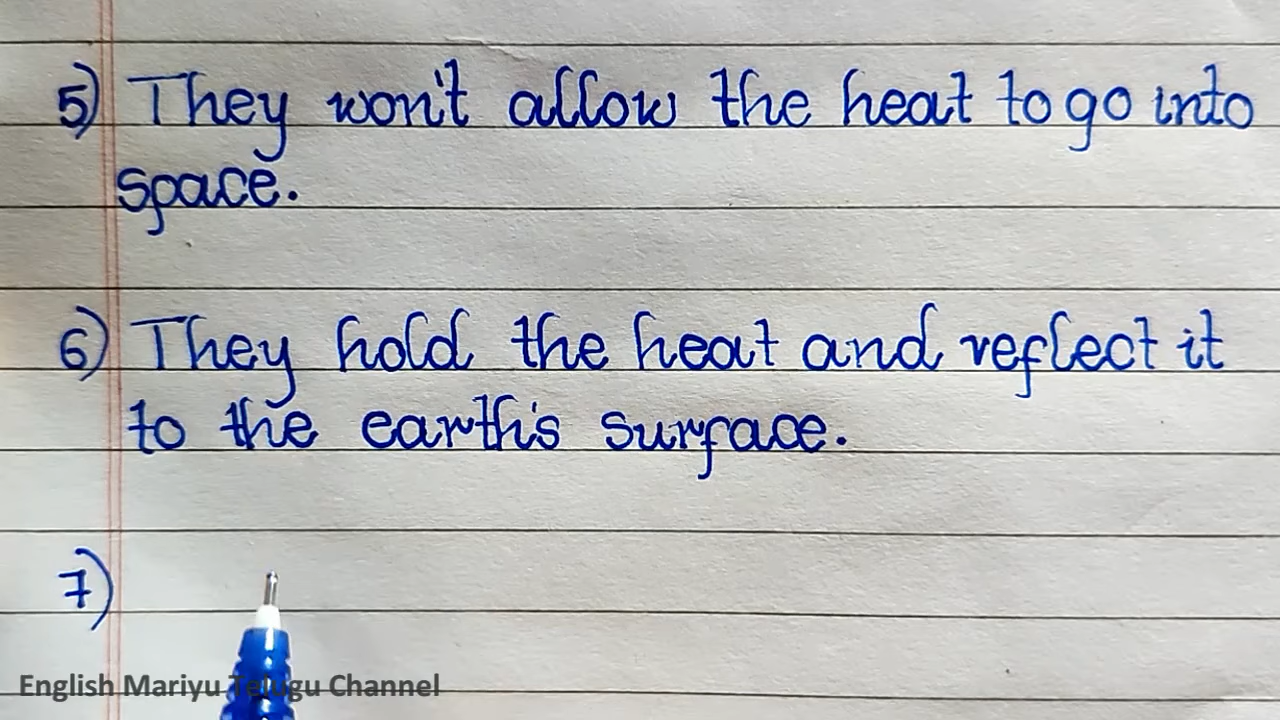 5) They won't allow the heat to go into
space.
6) They hold the heat and reflect it
to the earth's surface.
7)
English Mariyu Telugu Channel